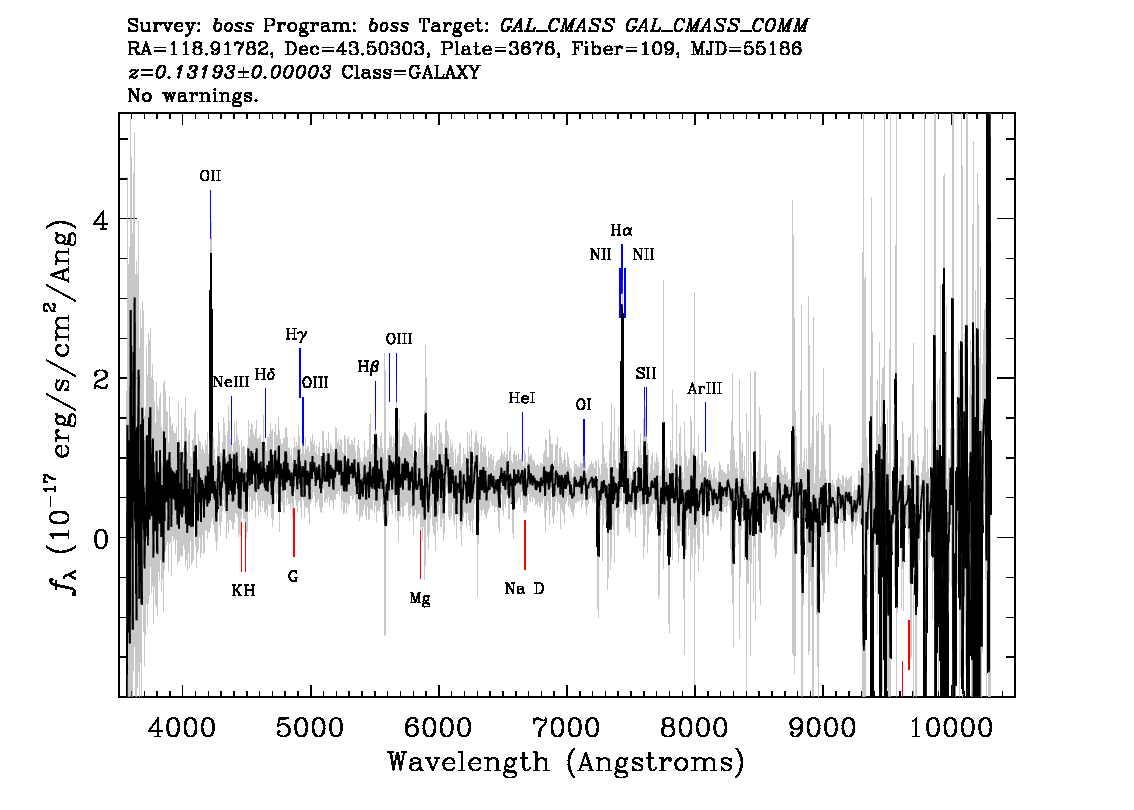 Survey: boss Program: boss Target: GAL_CMASS GAL_CMASS_COMM
RA=118.91782, Dec=43.50303, Plate=3676, Fiber=109, MJD=55186
z=0.13193±0.00003 Class=GALAXY
No warnings.
OII
Hα
NII NII
Hγ
OIII
Hβ
NeIII Hδ OIII
HeI
OI
SII
ArIII
KH
G
Mg
Na D
4
2
0
fλ (10⁻¹⁷ erg/s/cm²/Ang)
4000 5000 6000 7000 8000 9000 10000
Wavelength (Angstroms)